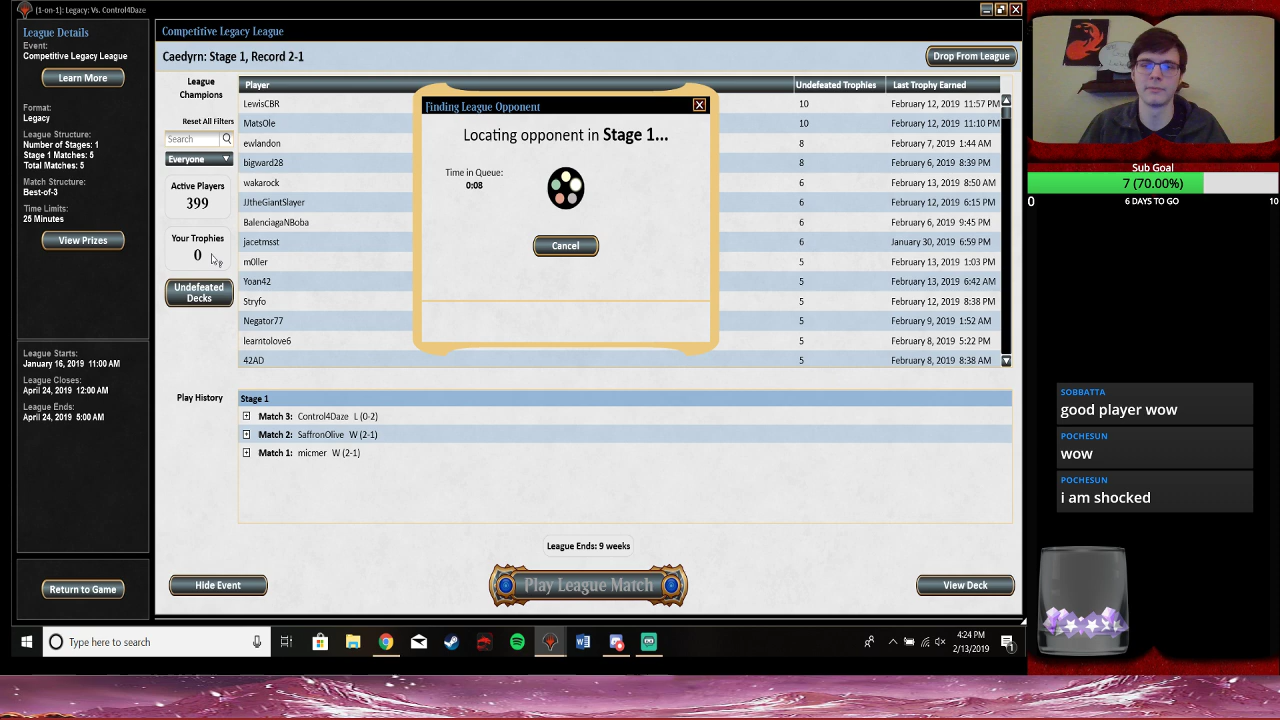 (1-on-1): League: Vs. Control4Daze
League Details
Event:
Competitive Legacy League
Learn More
Format:
Legacy
League Structure:
Number of Stages: 1
Stage 1 Matches: 5
Total Matches: 5
Match Structure:
Best-of-3
Time Limits:
25 Minutes
View Prizes
League Starts:
January 16, 2019 11:00 AM
League Closes:
April 24, 2019 12:00 AM
League Ends:
April 24, 2019 5:00 AM
Return to Game
Competitive Legacy League
Caedyrn: Stage 1, Record 2-1
Drop From League
League
Champions
Reset All Filters
Search
Everyone
Active Players
399
Your Trophies
0
Undefeated
Decks
Player Undefeated Trophies Last Trophy Earned
LewisCBR 10 February 12, 2019 11:57 PM
MatsOle 10 February 12, 2019 11:10 PM
ewlandon 8 February 7, 2019 1:44 AM
bigward28 8 February 6, 2019 8:39 PM
wakarock 6 February 13, 2019 8:50 AM
JJtheGiantSlayer 6 February 12, 2019 6:15 PM
BalenciagaNBoba 6 February 6, 2019 9:45 PM
jacetmsst 6 January 30, 2019 6:59 PM
m0ller 5 February 13, 2019 1:03 PM
Yoan42 5 February 13, 2019 6:42 AM
Stryfo 5 February 12, 2019 8:38 PM
Negator77 5 February 9, 2019 1:52 AM
learntolove6 5 February 8, 2019 5:22 PM
42AD 5 February 8, 2019 8:38 AM
Finding League Opponent
Locating opponent in Stage 1...
Time in Queue:
0:08
Cancel
Play History
Stage 1
Match 3: Control4Daze L (0-2)
Match 2: SaffronOlive W (2-1)
Match 1: micmer W (2-1)
League Ends: 9 weeks
Hide Event
Play League Match
View Deck
Type here to search
4:24 PM
2/13/2019
1
Sub Goal
7 (70.00%)
0 6 DAYS TO GO 10
SOBBATTA
good player wow
POCHESUN
wow
POCHESUN
i am shocked